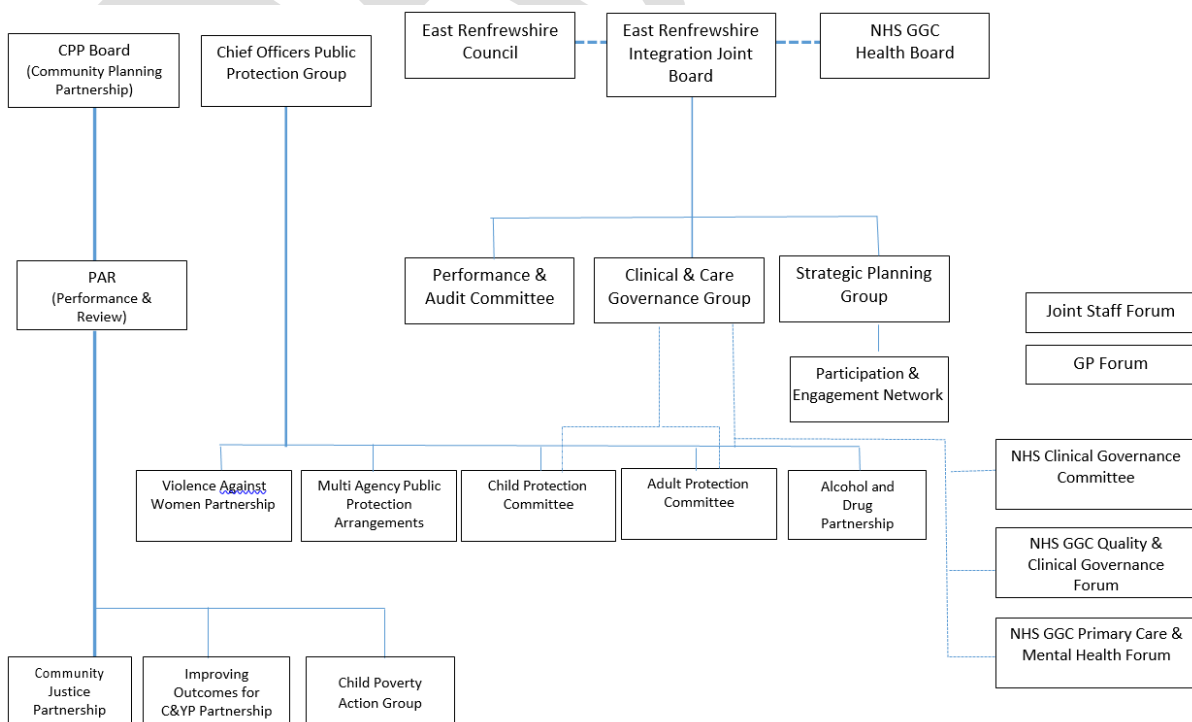 CPP Board
(Community Planning
Partnership)
Chief Officers Public
Protection Group
East Renfrewshire
Council
East Renfrewshire
Integration Joint
Board
NHS GGC
Health Board
PAR
(Performance &
Review)
Performance &
Audit Committee
Clinical & Care
Governance Group
Strategic Planning
Group
Joint Staff Forum
GP Forum
Participation &
Engagement Network
Violence Against
Women Partnership
Multi Agency Public
Protection
Arrangements
Child Protection
Committee
Adult Protection
Committee
Alcohol and
Drug
Partnership
NHS Clinical Governance
Committee
NHS GGC Quality &
Clinical Governance
Forum
NHS GGC Primary Care &
Mental Health Forum
Community
Justice
Partnership
Improving
Outcomes for
C&YP Partnership
Child Poverty
Action Group